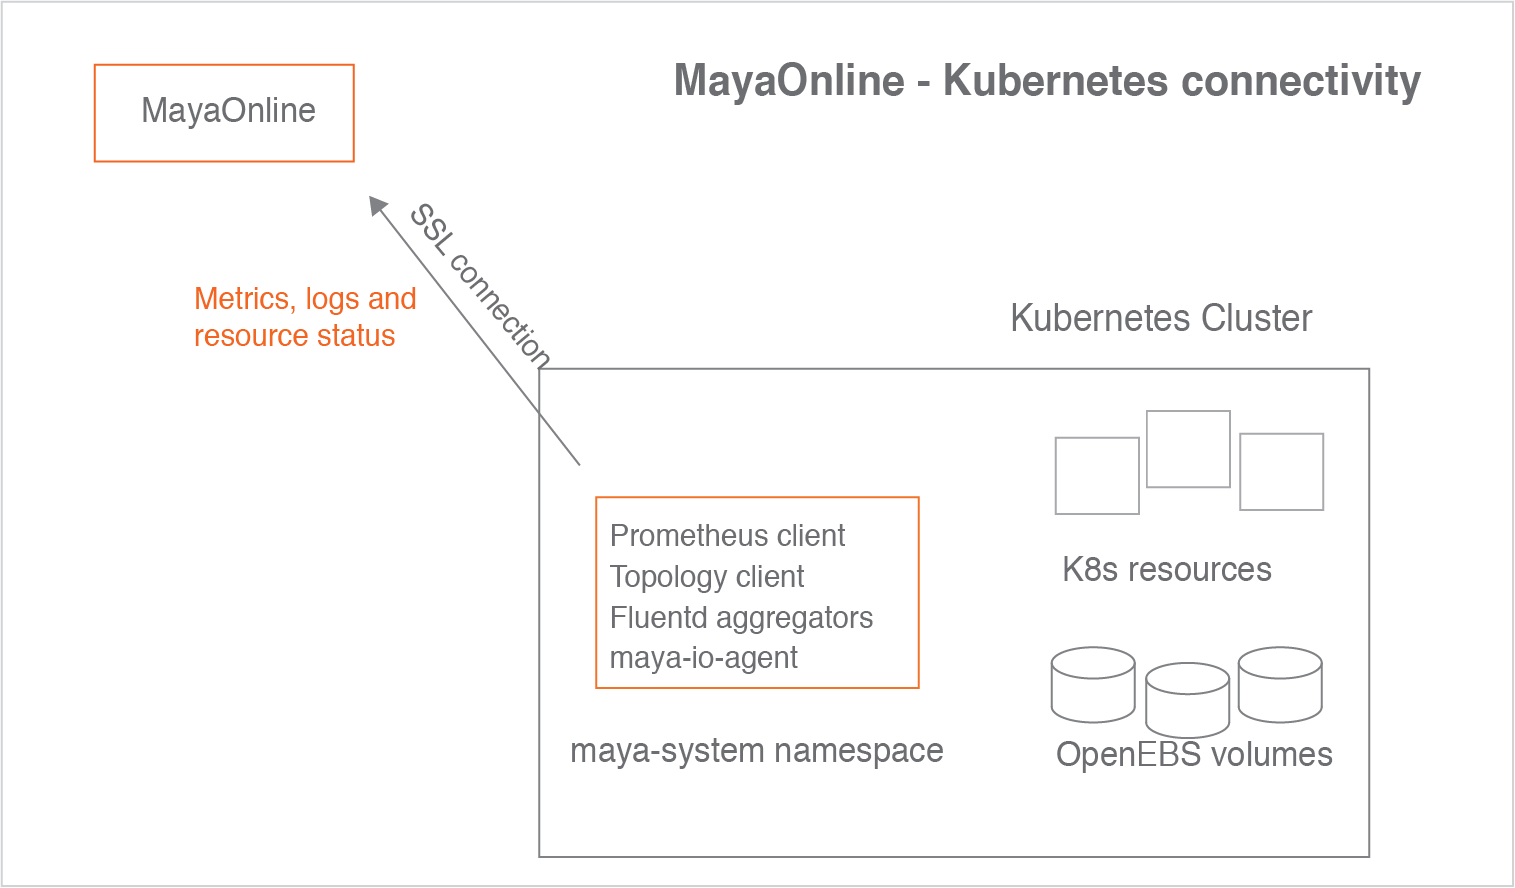 MayaOnline - Kubernetes connectivity
MayaOnline
SSL connection
Metrics, logs and
resource status
Kubernetes Cluster
Prometheus client
Topology client
Fluentd aggregators
maya-io-agent
maya-system namespace
K8s resources
OpenEBS volumes